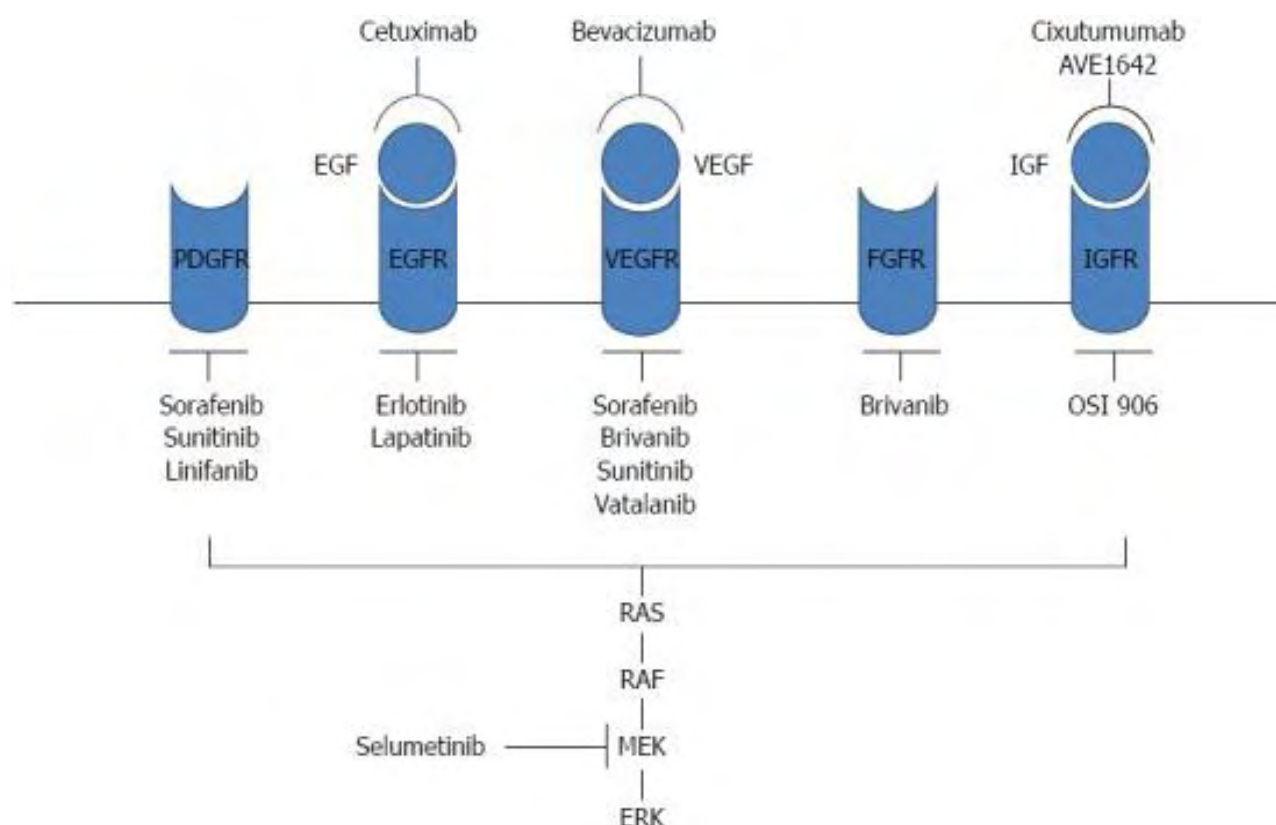 Cetuximab
Bevacizumab
Cixutumumab
AVE1642
EGF
VEGF
IGF
PDGFR
EGFR
VEGFR
FGFR
IGFR
Sorafenib
Sunitinib
Linifanib
Erlotinib
Lapatinib
Sorafenib
Brivanib
Sunitinib
Vatalanib
Brivanib
OSI 906
RAS
RAF
Selumetinib
MEK
ERK